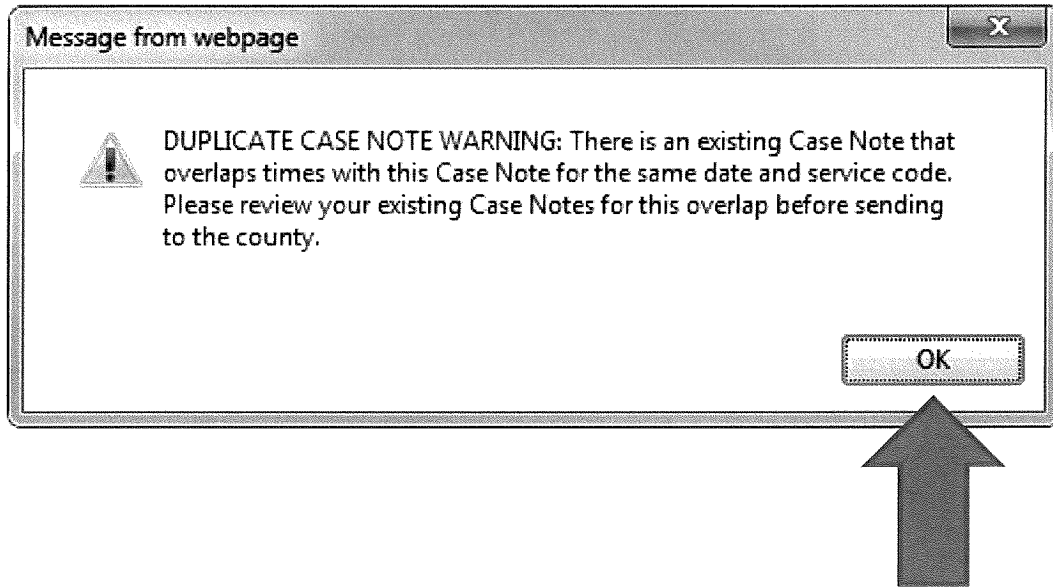 Message from webpage
X
DUPLICATE CASE NOTE WARNING: There is an existing Case Note that
overlaps times with this Case Note for the same date and service code.
Please review your existing Case Notes for this overlap before sending
to the county.
OK